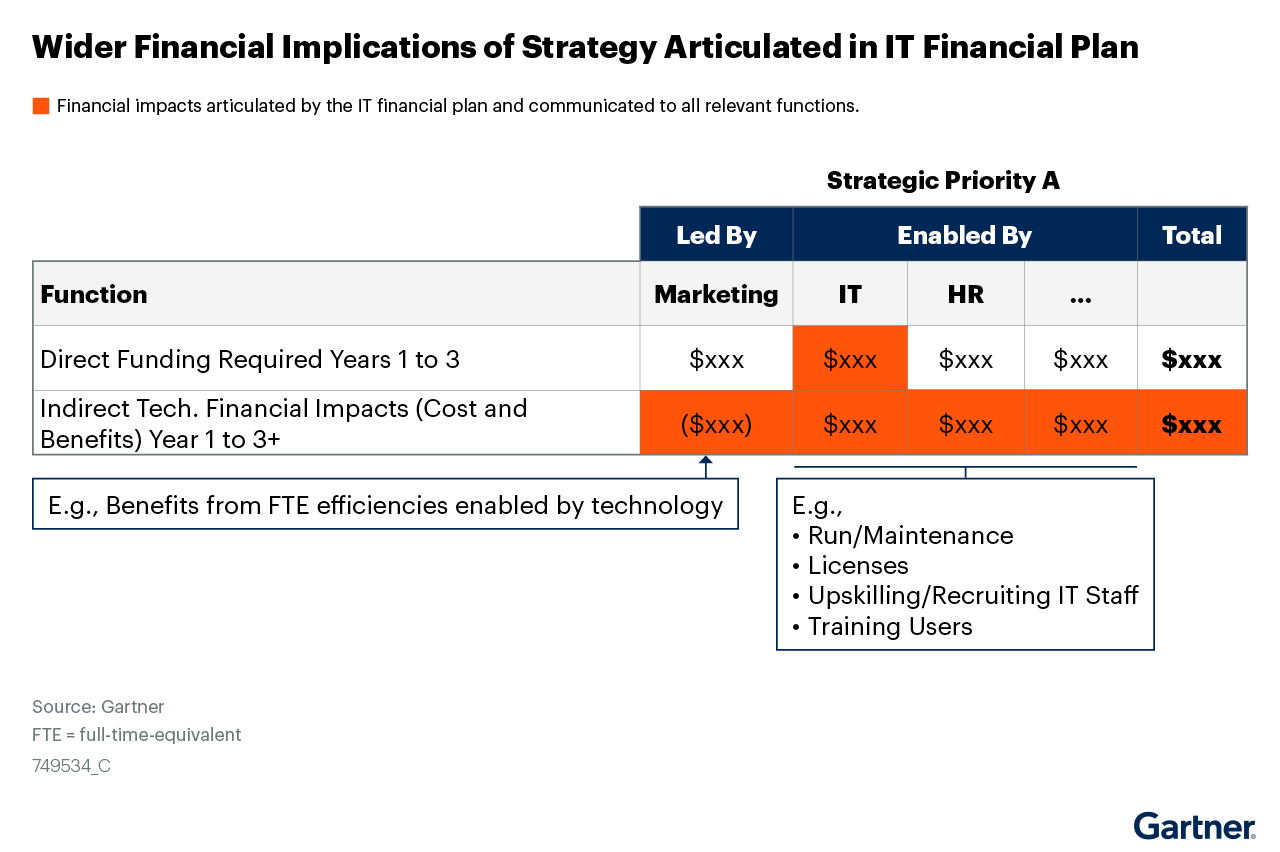 Wider Financial Implications of Strategy Articulated in IT Financial Plan
Financial impacts articulated by the IT financial plan and communicated to all relevant functions.
Strategic Priority A
Led By Enabled By Total
Function Marketing IT HR ...
Direct Funding Required Years 1 to 3 $xxx $xxx $xxx $xxx $xxx
Indirect Tech. Financial Impacts (Cost and
Benefits) Year 1 to 3+ ($xxx) $xxx $xxx $xxx $xxx
E.g., Benefits from FTE efficiencies enabled by technology
E.g.,
• Run/Maintenance
• Licenses
• Upskilling/Recruiting IT Staff
• Training Users
Source: Gartner
FTE = full-time-equivalent
749534_C
Gartner®